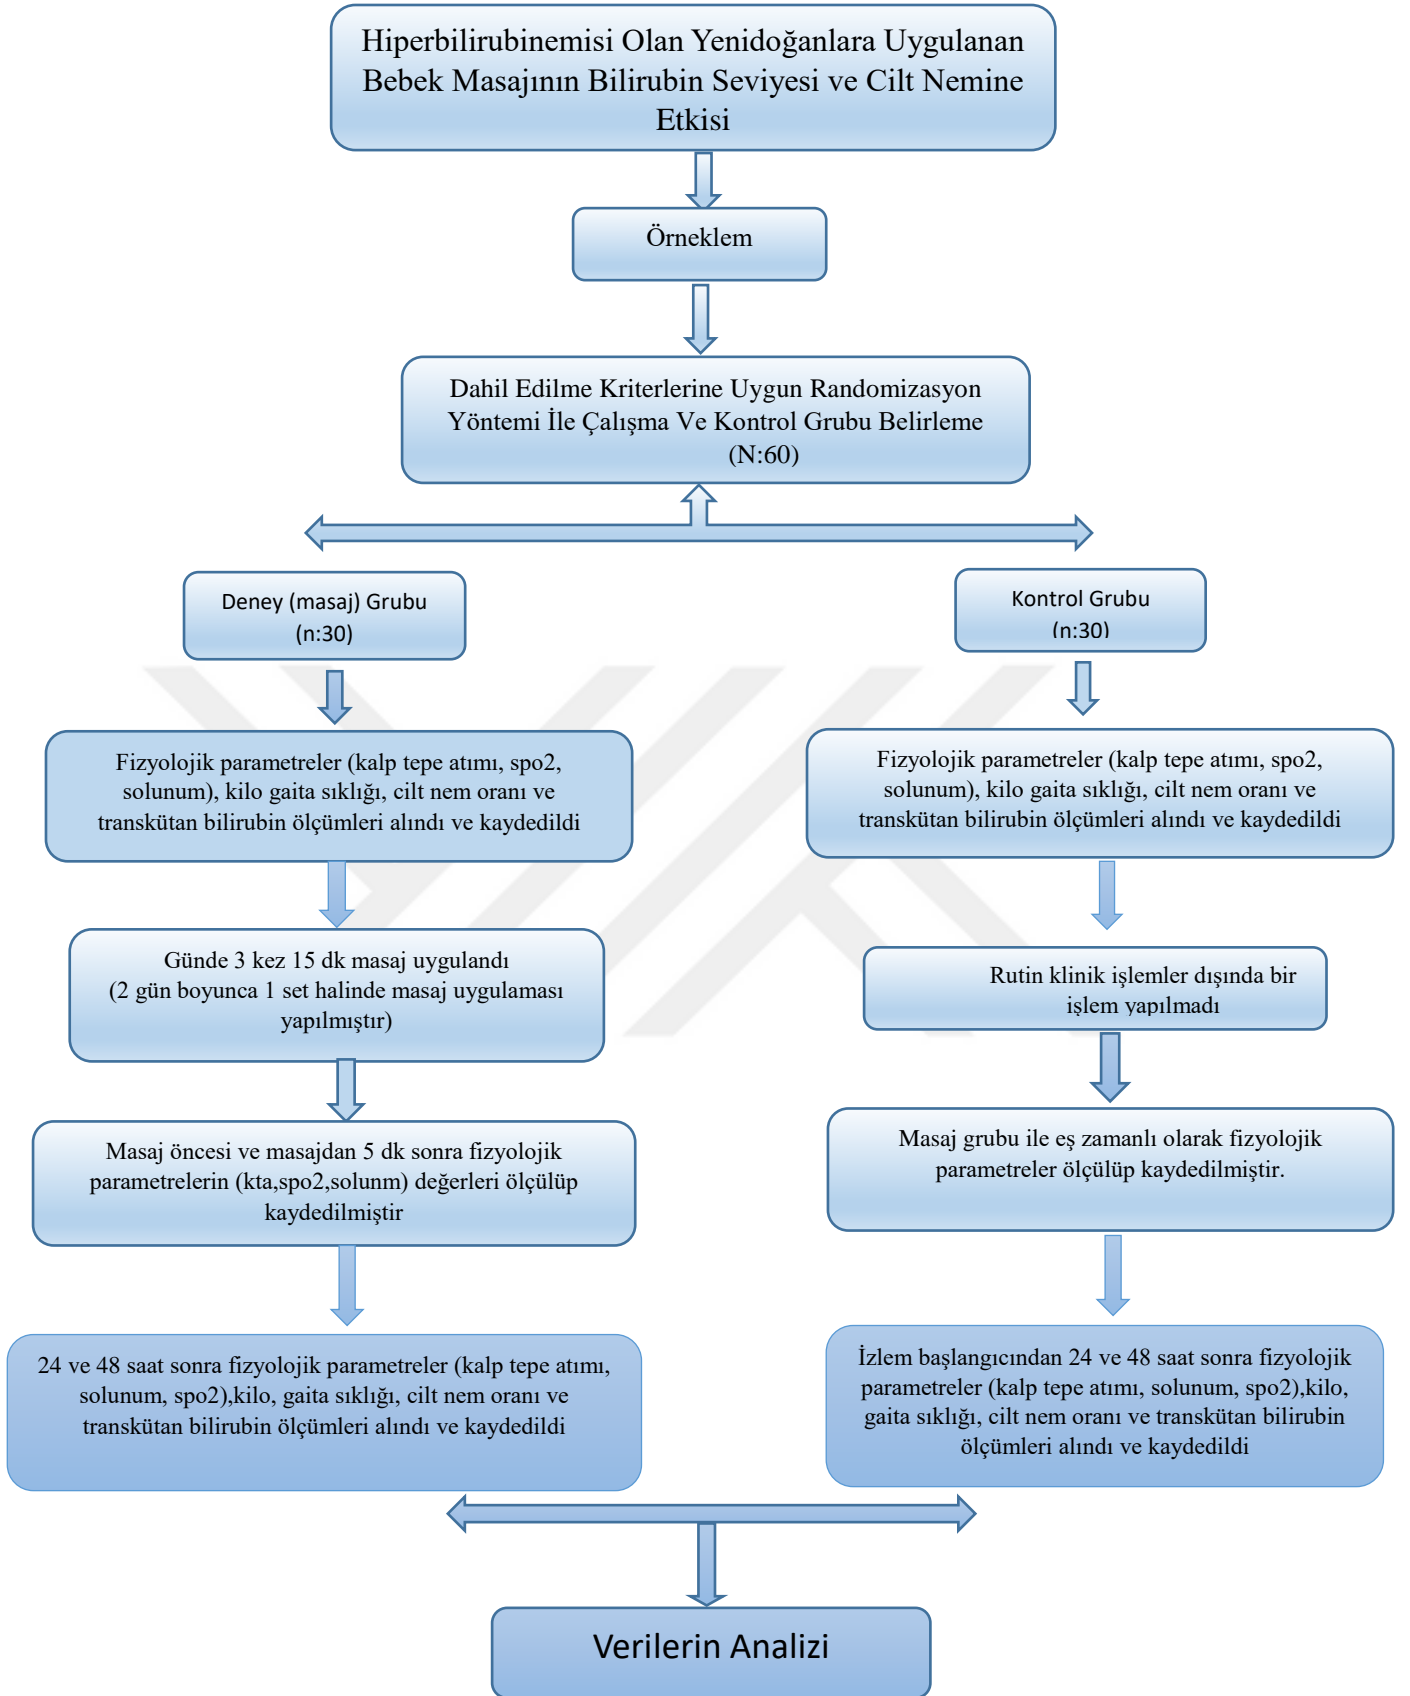 Hiperbilirubinemisi Olan Yenidoğanlara Uygulanan
Bebek Masajının Bilirubin Seviyesi ve Cilt Nemine
Etkisi
Örneklem
Dahil Edilme Kriterlerine Uygun Randomizasyon
Yöntemi İle Çalışma Ve Kontrol Grubu Belirleme
(N:60)
Deney (masaj) Grubu
(n:30)
Fizyolojik parametreler (kalp tepe atımı, spo2,
solunum), kilo gaita sıklığı, cilt nem oranı ve
transkütan bilirubin ölçümleri alındı ve kaydedildi
Günde 3 kez 15 dk masaj uygulandı
(2 gün boyunca 1 set halinde masaj uygulaması
yapılmıştır)
Masaj öncesi ve masajdan 5 dk sonra fizyolojik
parametrelerin (kta,spo2,solunm) değerleri ölçülüp
kaydedilmiştir
24 ve 48 saat sonra fizyolojik parametreler (kalp tepe atımı,
solunum, spo2),kilo, gaita sıklığı, cilt nem oranı ve
transkütan bilirubin ölçümleri alındı ve kaydedildi
Kontrol Grubu
(n:30)
Fizyolojik parametreler (kalp tepe atımı, spo2,
solunum), kilo gaita sıklığı, cilt nem oranı ve
transkütan bilirubin ölçümleri alındı ve kaydedildi
Rutin klinik işlemler dışında bir
işlem yapılmadı
Masaj grubu ile eş zamanlı olarak fizyolojik
parametreler ölçülüp kaydedilmiştir.
İzlem başlangıcından 24 ve 48 saat sonra fizyolojik
parametreler (kalp tepe atımı, solunum, spo2),kilo,
gaita sıklığı, cilt nem oranı ve transkütan bilirubin
ölçümleri alındı ve kaydedildi
Verilerin Analizi